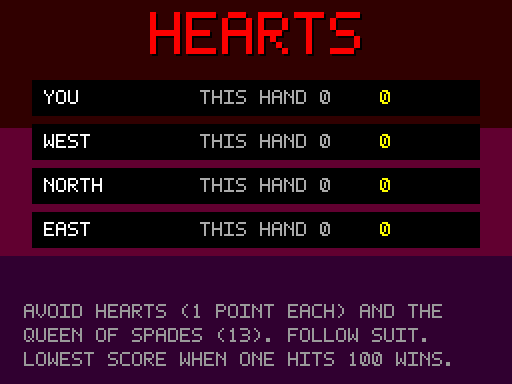 HEARTS
YOU THIS HAND 0 0
WEST THIS HAND 0 0
NORTH THIS HAND 0 0
EAST THIS HAND 0 0
AVOID HEARTS (1 POINT EACH) AND THE
QUEEN OF SPADES (13). FOLLOW SUIT.
LOWEST SCORE WHEN ONE HITS 100 WINS.